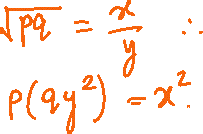 √pq = x/y ∴
p(qy²) = x².